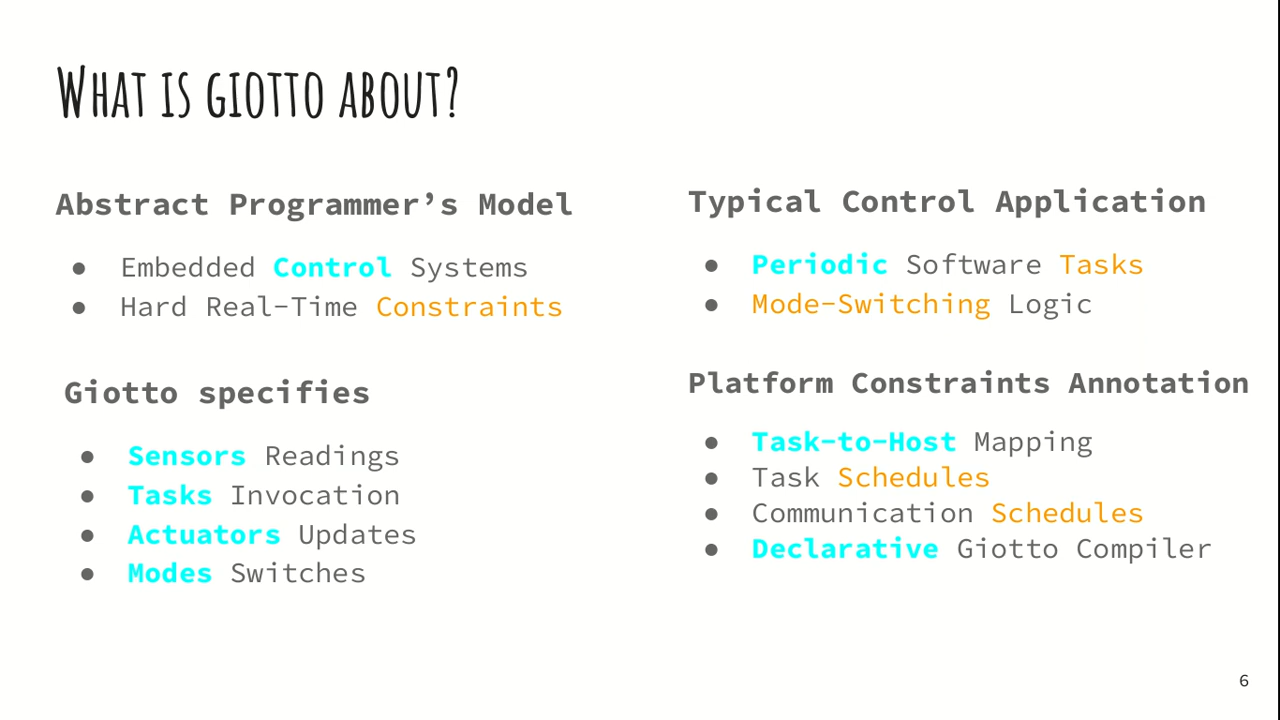 What is giotto about?
Abstract Programmer’s Model
● Embedded Control Systems
● Hard Real-Time Constraints
Giotto specifies
● Sensors Readings
● Tasks Invocation
● Actuators Updates
● Modes Switches
Typical Control Application
● Periodic Software Tasks
● Mode-Switching Logic
Platform Constraints Annotation
● Task-to-Host Mapping
● Task Schedules
● Communication Schedules
● Declarative Giotto Compiler
6